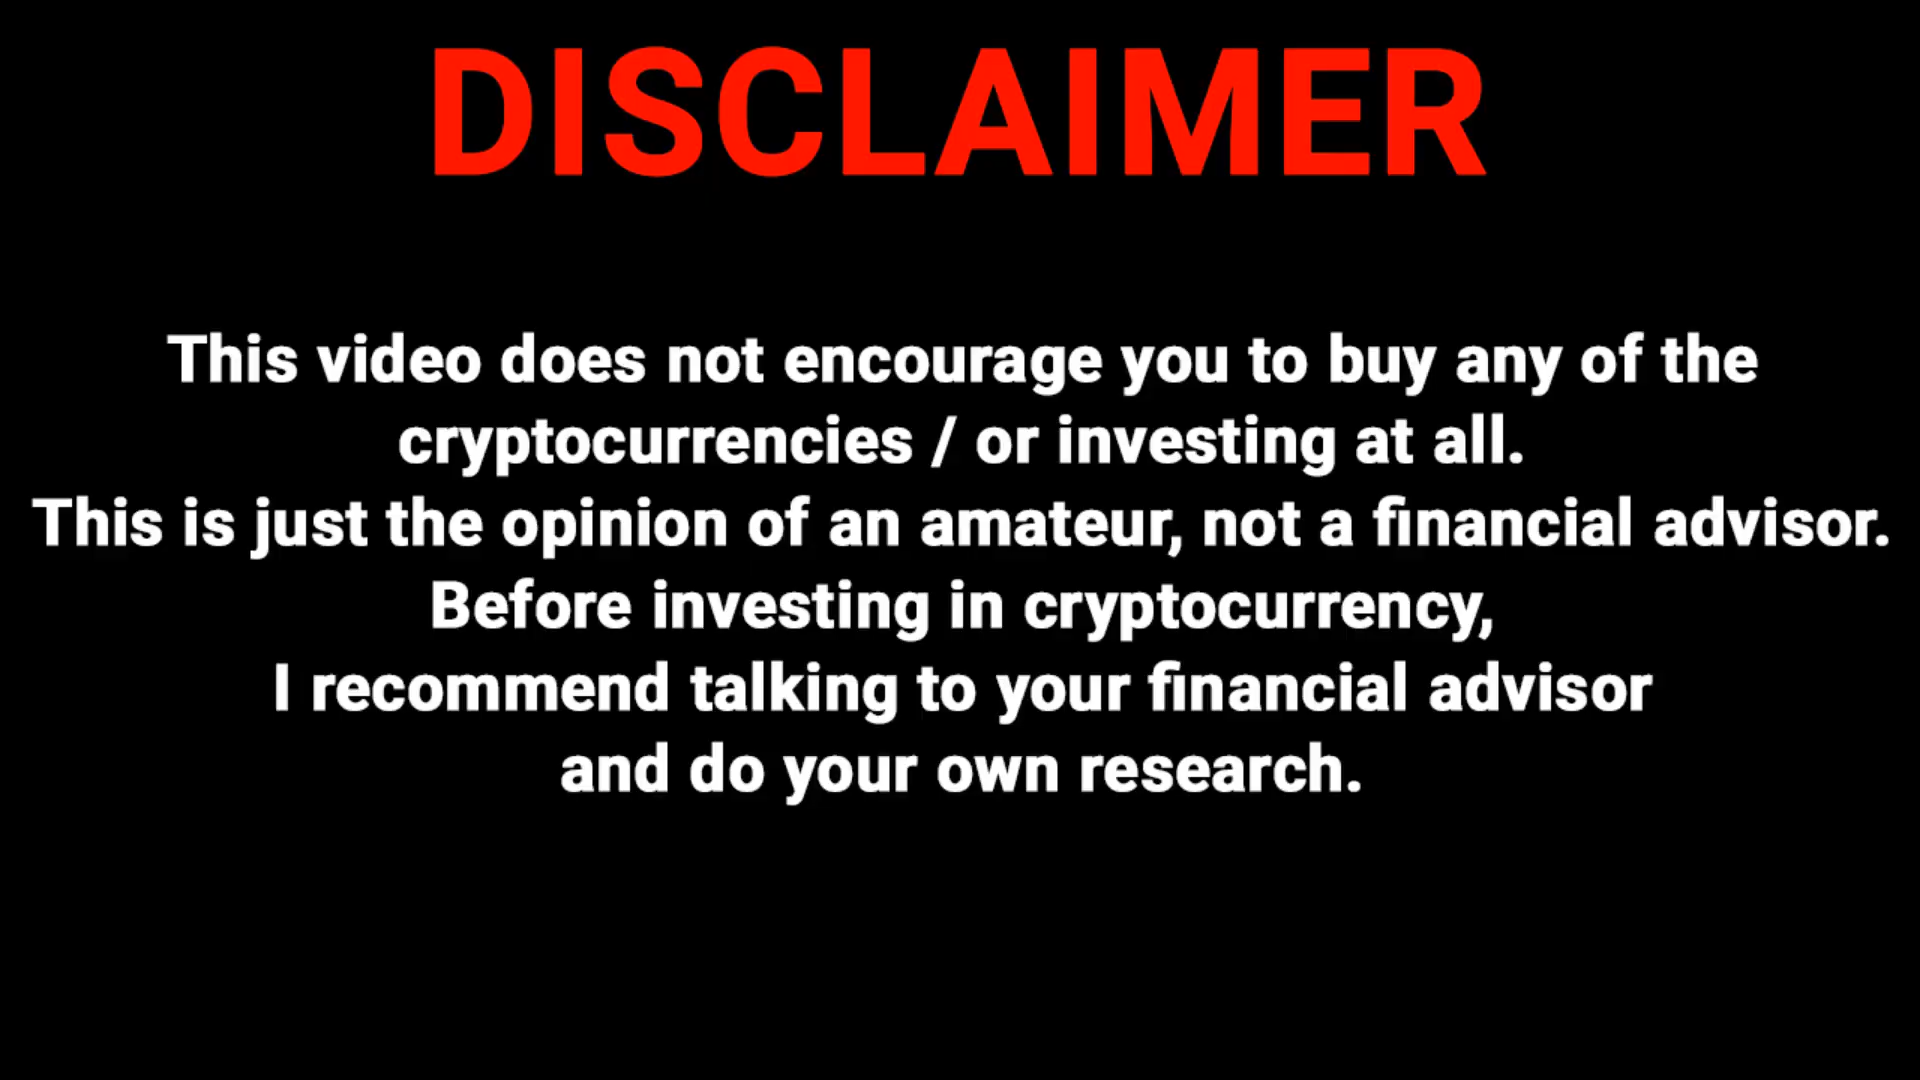 DISCLAIMER
This video does not encourage you to buy any of the
cryptocurrencies / or investing at all.
This is just the opinion of an amateur, not a financial advisor.
Before investing in cryptocurrency,
I recommend talking to your financial advisor
and do your own research.